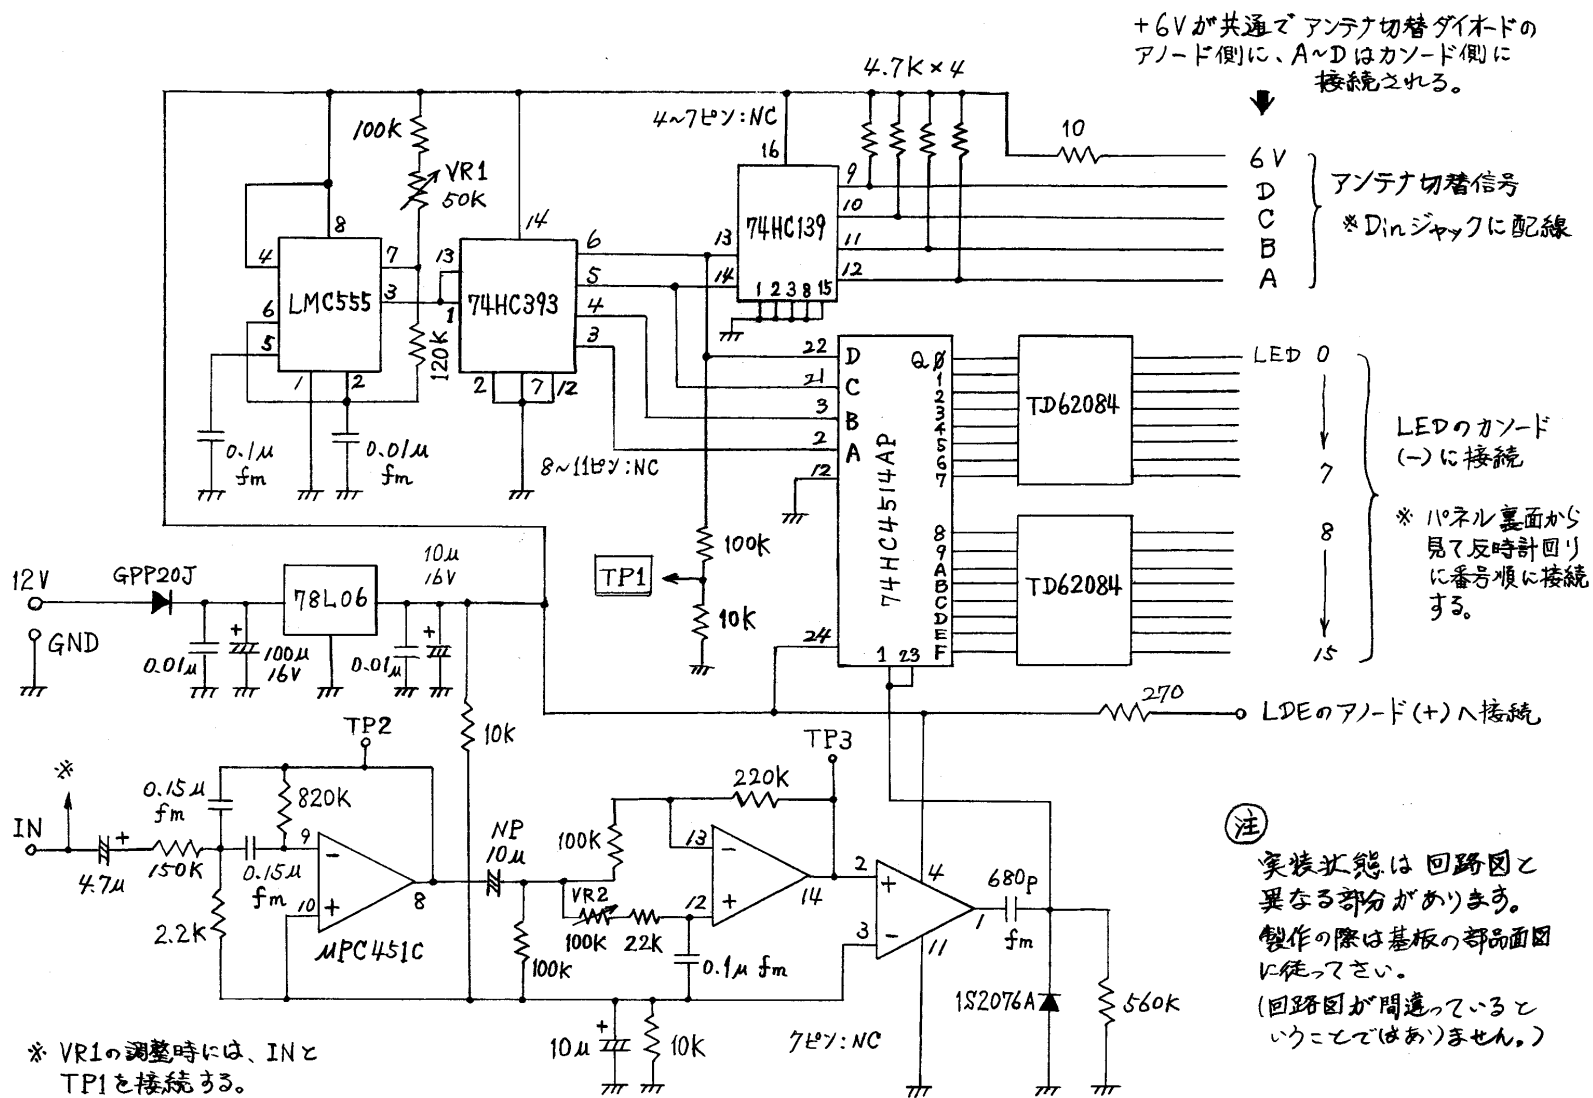 +6Vが共通でアンテナ切替ダイオードの
アノード側に、A~Dはカソード側に
接続される。
4.7K×4
4~7ピン:NC
100K
VR1
50K
10
6V
D
C
B
A
アンテナ切替信号
※Dinジャックに配線
16
9
10
11
12
13
14
74HC139
1 2 3 8 15
8
4
7
3
6
5
1
2
LMC555
120K
14
13
1
6
5
4
3
2 7 12
74HC393
8~11ピン:NC
0.1μ
fm
0.01μ
fm
22 D
21 C
3 B
2 A
12
24
1 23
74HC4514AP
Q0
1
2
3
4
5
6
7
8
9
A
B
C
D
E
F
TD62084
TD62084
LED 0
7
8
15
LEDのカソード
(-)に接続
※ パネル裏面から
見て反時計回り
に番号順に接続
する。
100K
TP1
10K
12V
GND
GPP20J
78L06
0.01μ
+
100μ
16V
0.01μ
+
10μ
16V
10K
270
LDEのアノード(+)へ接続
TP2
※
IN
+
4.7μ
150K
0.15μ
fm
820K
0.15μ
fm
2.2K
9
-
10
+
8
μPC451C
NP
10μ
100K
VR2
100K
22K
100K
220K
TP3
13
-
12
+
14
0.1μ fm
2
+
3
-
4
11
1
680p
fm
1S2076A
560K
+
10μ
10K
7ピン:NC
注
実装状態は回路図と
異なる部分があります。
製作の際は基板の部品面図
に従ってさい。
(回路図が間違っていると
いうことではありません。)
※ VR1の調整時には、INと
TP1を接続する。